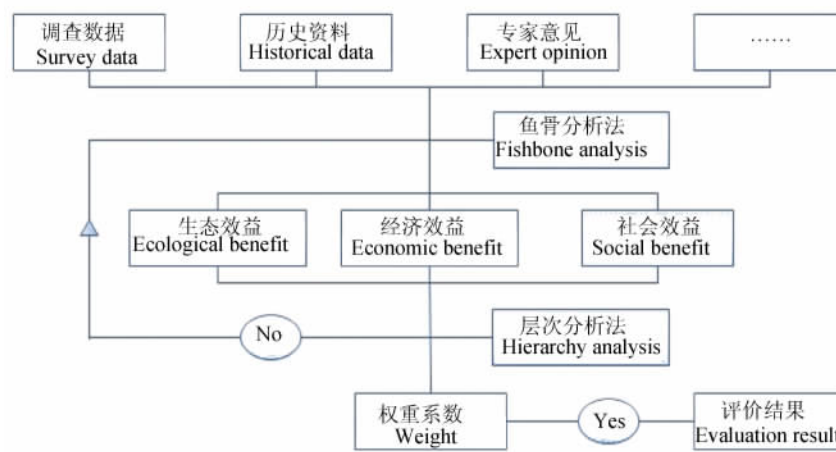 调查数据
Survey data
历史资料
Historical data
专家意见
Expert opinion
……
鱼骨分析法
Fishbone analysis
生态效益
Ecological benefit
经济效益
Economic benefit
社会效益
Social benefit
No
层次分析法
Hierarchy analysis
权重系数
Weight
Yes
评价结果
Evaluation result